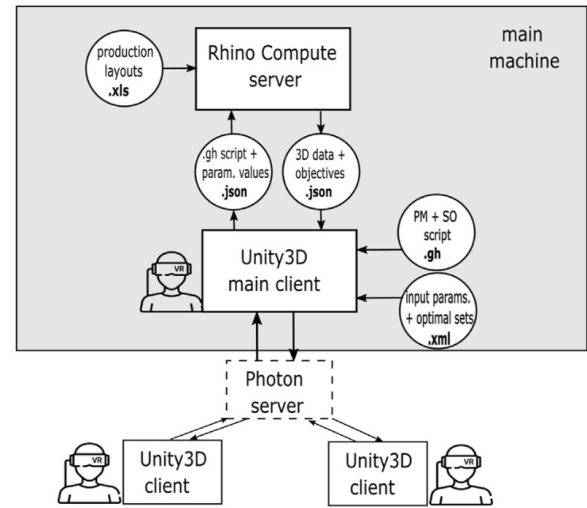 main
machine
production
layouts
.xls
Rhino Compute
server
.gh script +
param. values
.json
3D data +
objectives
.json
PM + SO
script
.gh
VR
Unity3D
main client
input params.
+ optimal sets
.xml
Photon
server
VR
Unity3D
client
Unity3D
client
VR